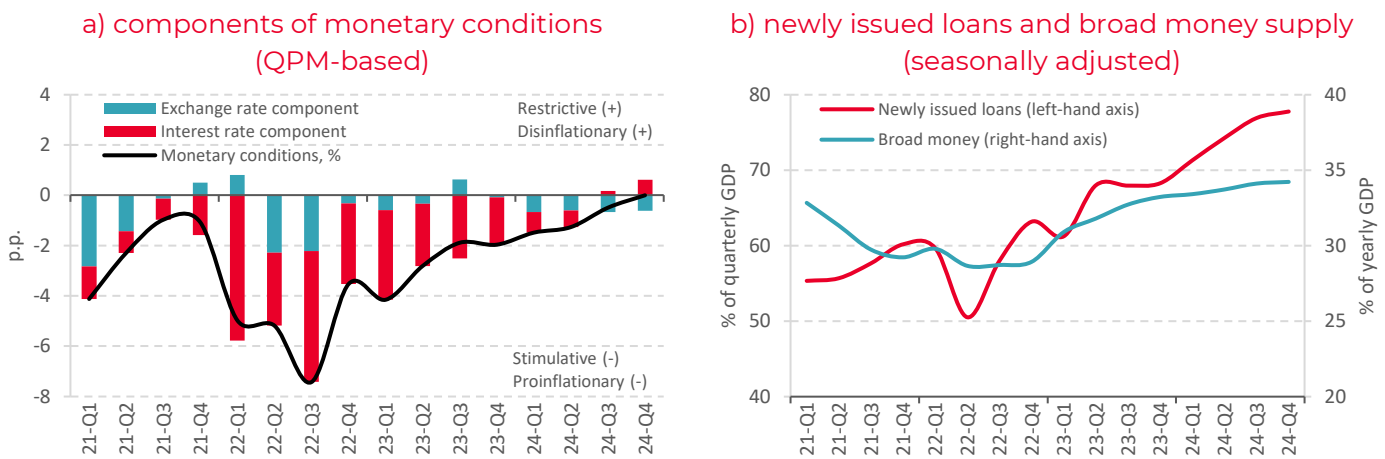 a) components of monetary conditions
(QPM-based)
4
2
0
-2
-4
-6
-8
p.p.
Exchange rate component
Interest rate component
Monetary conditions, %
Restrictive (+)
Disinflationary (+)
Stimulative (-)
Proinflationary (-)
21-Q1
21-Q2
21-Q3
21-Q4
22-Q1
22-Q2
22-Q3
22-Q4
23-Q1
23-Q2
23-Q3
23-Q4
24-Q1
24-Q2
24-Q3
24-Q4
b) newly issued loans and broad money supply
(seasonally adjusted)
80
70
60
50
40
% of quarterly GDP
Newly issued loans (left-hand axis)
Broad money (right-hand axis)
40
35
30
25
20
% of yearly GDP
21-Q1
21-Q2
21-Q3
21-Q4
22-Q1
22-Q2
22-Q3
22-Q4
23-Q1
23-Q2
23-Q3
23-Q4
24-Q1
24-Q2
24-Q3
24-Q4